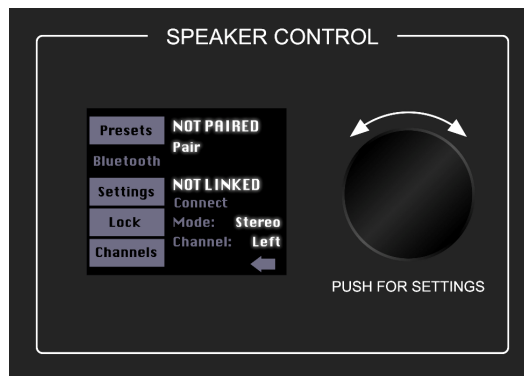 SPEAKER CONTROL
Presets
Bluetooth
Settings
Lock
Channels
NOT PAIRED
Pair
NOT LINKED
Connect
Mode: Stereo
Channel: Left
PUSH FOR SETTINGS